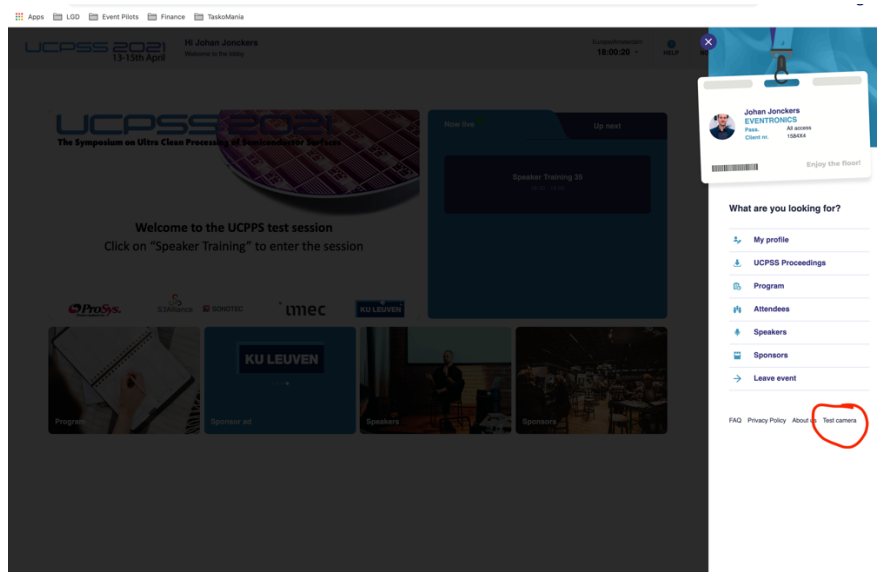 Apps LGD Event Pilots Finance TaskoMania
UCPSS 2021
13-15th April
Hi Johan Jonckers
Welcome to the lobby
Europe/Amsterdam
18:00:20
HELP
UCPSS 2021
The Symposium on Ultra Clean Processing of Semiconductor Surfaces
Welcome to the UCPPS test session
Click on "Speaker Training" to enter the session
ProSys.
S3Alliance
SONOTEC
imec
KU LEUVEN
Now live
Up next
Speaker Training 35
Program
KU LEUVEN
Sponsor ad
Speakers
Sponsors
Johan Jonckers
EVENTRONICS
Pass. All access
Client nr. 1584X4
Enjoy the floor!
What are you looking for?
My profile
UCPSS Proceedings
Program
Attendees
Speakers
Sponsors
Leave event
FAQ Privacy Policy About us Test camera